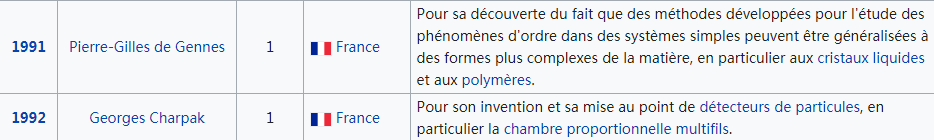 Pour sa découverte du fait que des méthodes développées pour l'étude des
phénomènes d'ordre dans des systèmes simples peuvent être généralisées à
1991 Pierre-Gilles de Gennes 1 France
des formes plus complexes de la matière, en particulier aux cristaux liquides
et aux polymères.
Pour son invention et sa mise au point de détecteurs de particules, en
1992 Georges Charpak 1 France
particulier la chambre proportionnelle multifils.